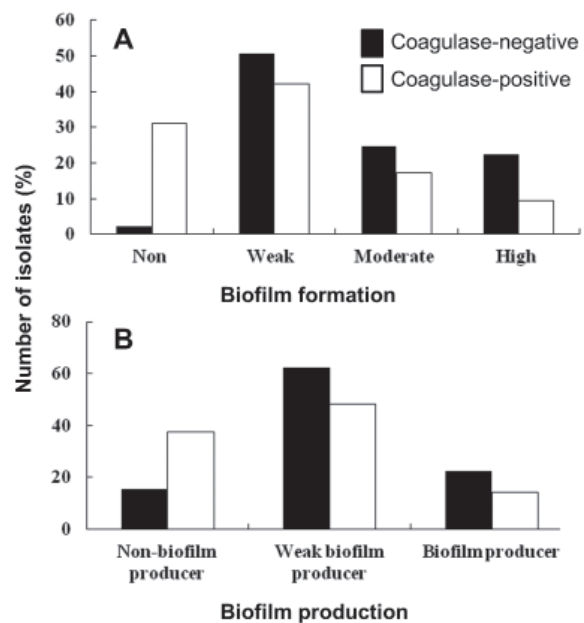 A
Coagulase-negative
Coagulase-positive
Number of isolates (%)
60
50
40
30
20
10
0
Non Weak Moderate High
Biofilm formation
B
80
60
40
20
0
Non-biofilm producer
Weak biofilm producer
Biofilm producer
Biofilm production